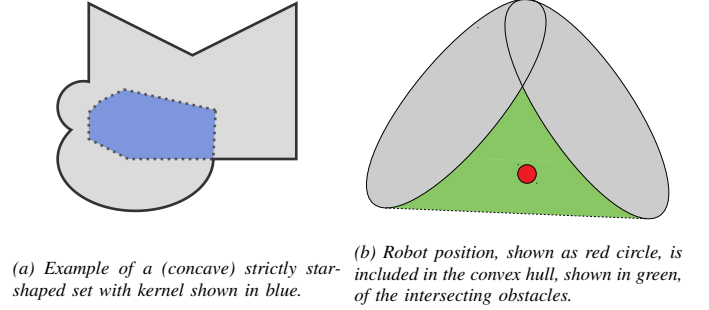 (a) Example of a (concave) strictly star-
shaped set with kernel shown in blue.
(b) Robot position, shown as red circle, is
included in the convex hull, shown in green,
of the intersecting obstacles.